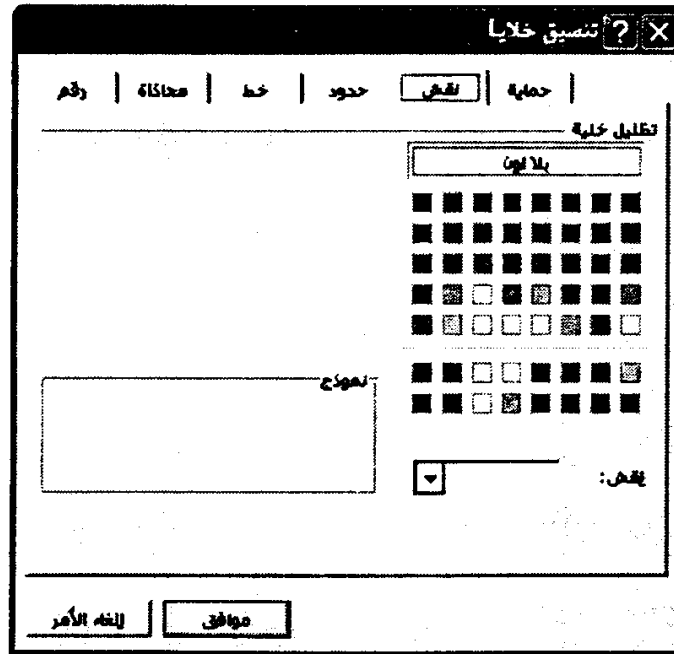 تنسيق خلايا
حماية نقش حدود خط محاذاة رقم
تظليل خلية
بلا لون
نموذج
نقش:
موافق إلغاء الأمر